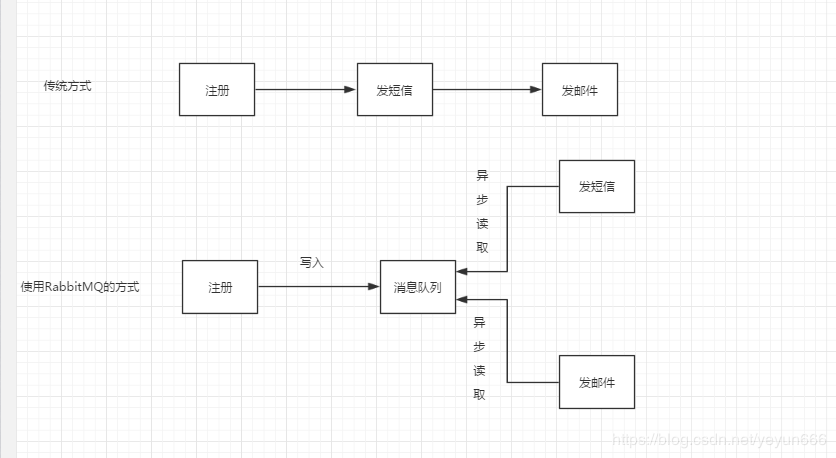 传统方式
注册
发短信
发邮件
使用RabbitMQ的方式
注册
写入
消息队列
异
步
读
取
发短信
异
步
读
取
发邮件
https://blog.csdn.net/yeyun666